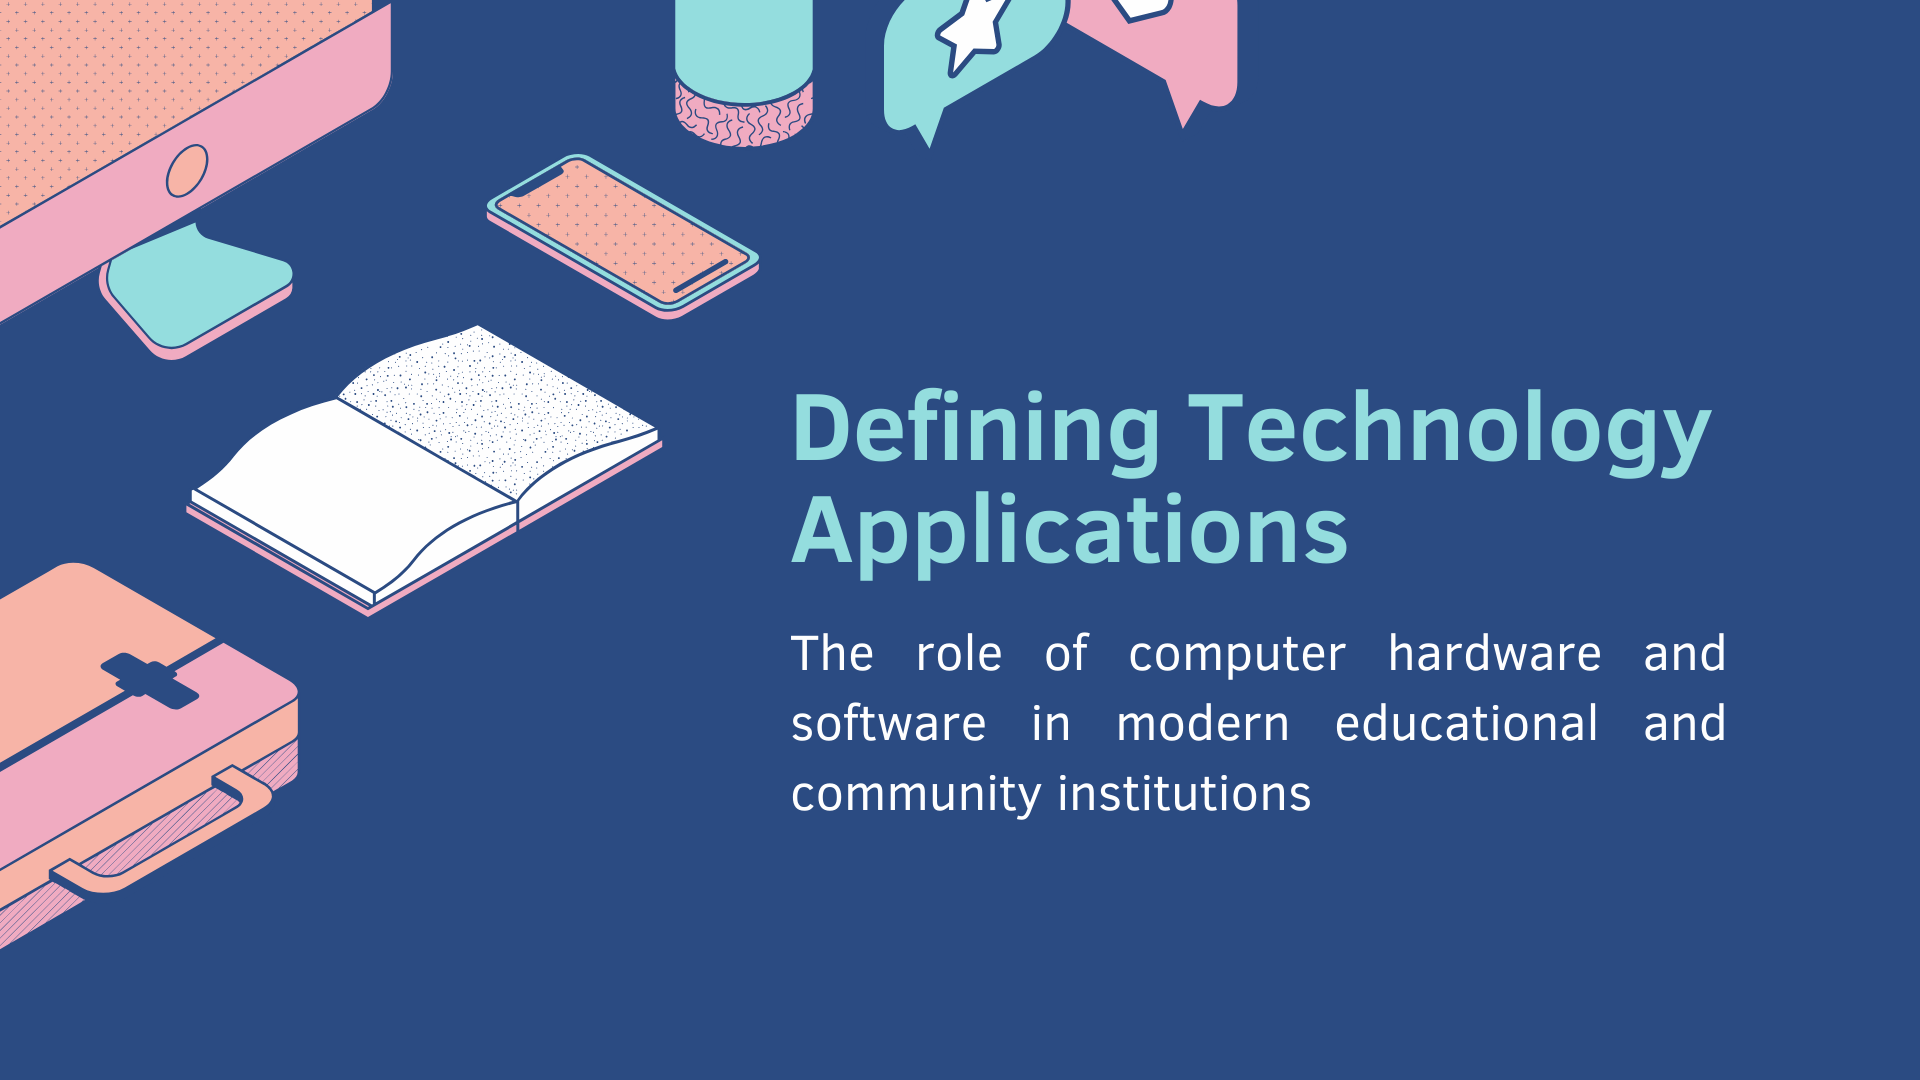 Defining Technology
Applications
The role of computer hardware and
software in modern educational and
community institutions